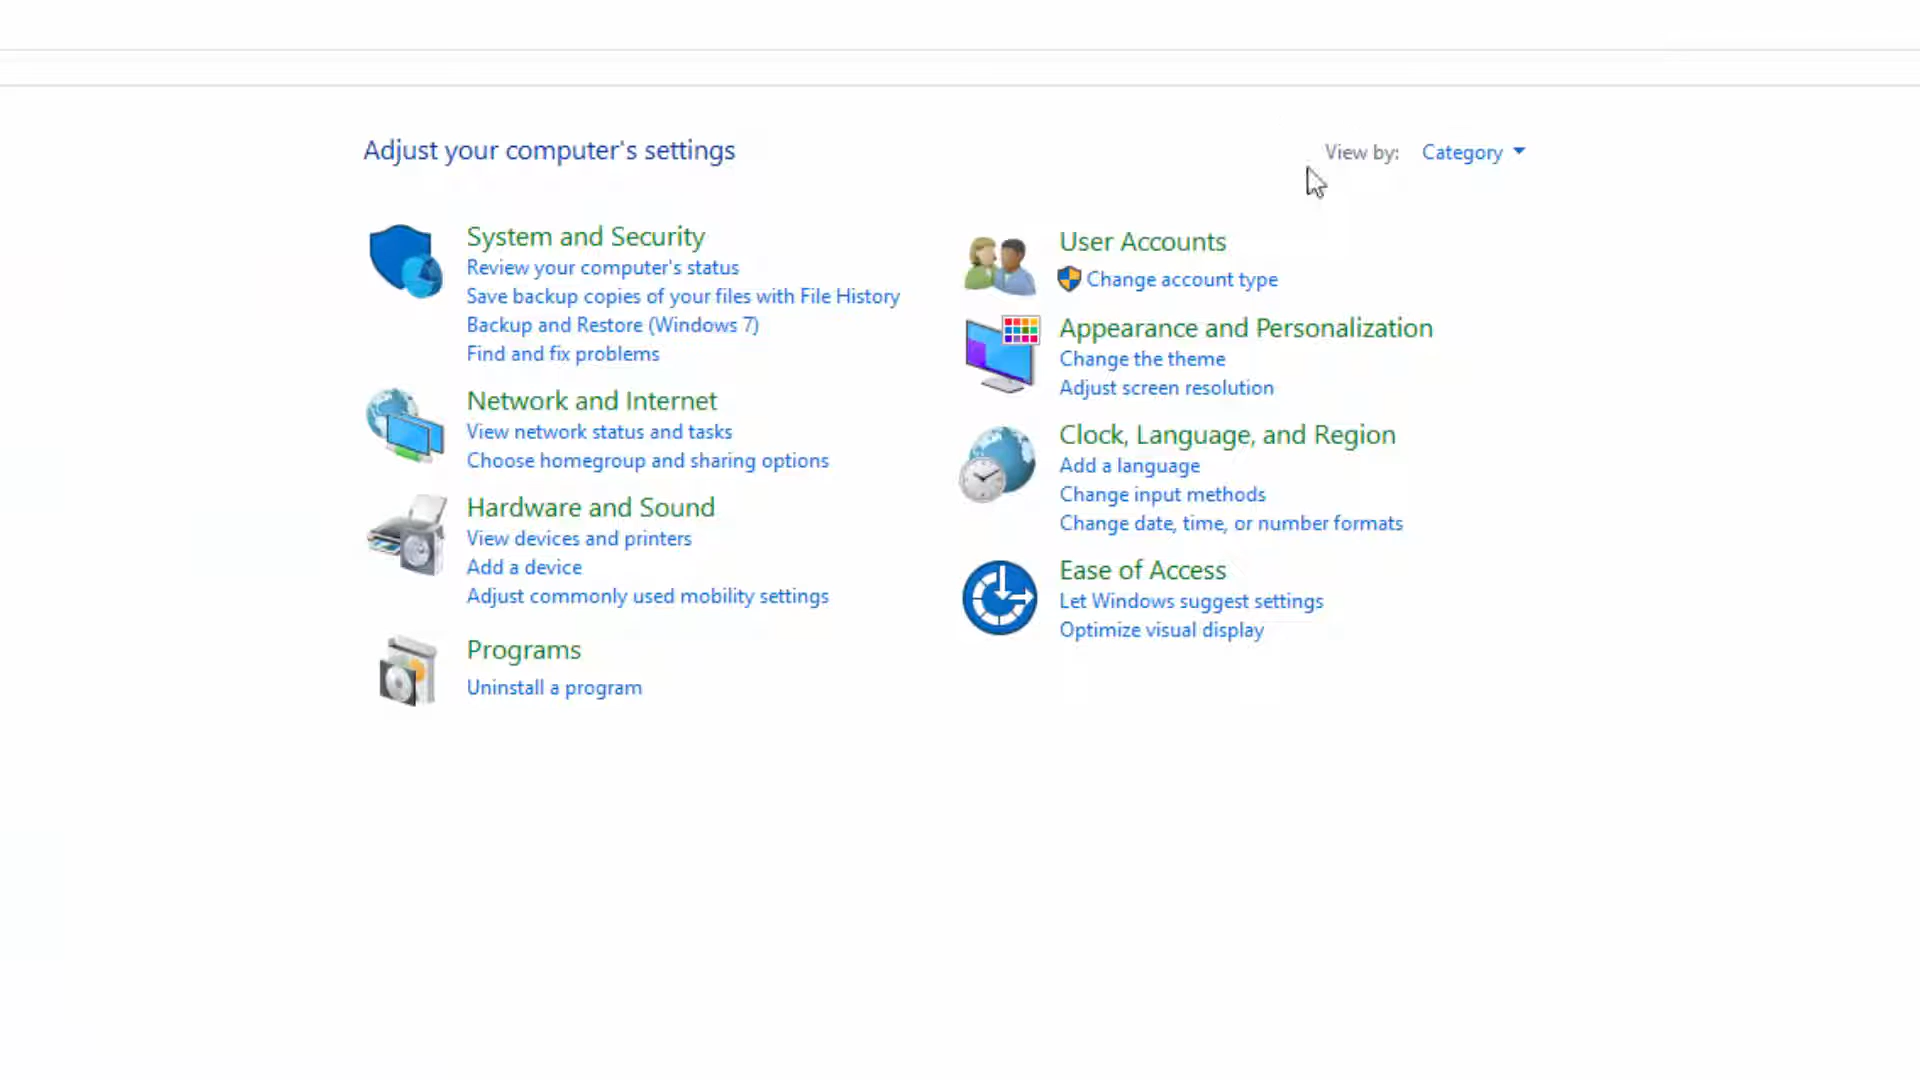 Adjust your computer's settings
View by: Category
System and Security
Review your computer's status
Save backup copies of your files with File History
Backup and Restore (Windows 7)
Find and fix problems
Network and Internet
View network status and tasks
Choose homegroup and sharing options
Hardware and Sound
View devices and printers
Add a device
Adjust commonly used mobility settings
Programs
Uninstall a program
User Accounts
Change account type
Appearance and Personalization
Change the theme
Adjust screen resolution
Clock, Language, and Region
Add a language
Change input methods
Change date, time, or number formats
Ease of Access
Let Windows suggest settings
Optimize visual display